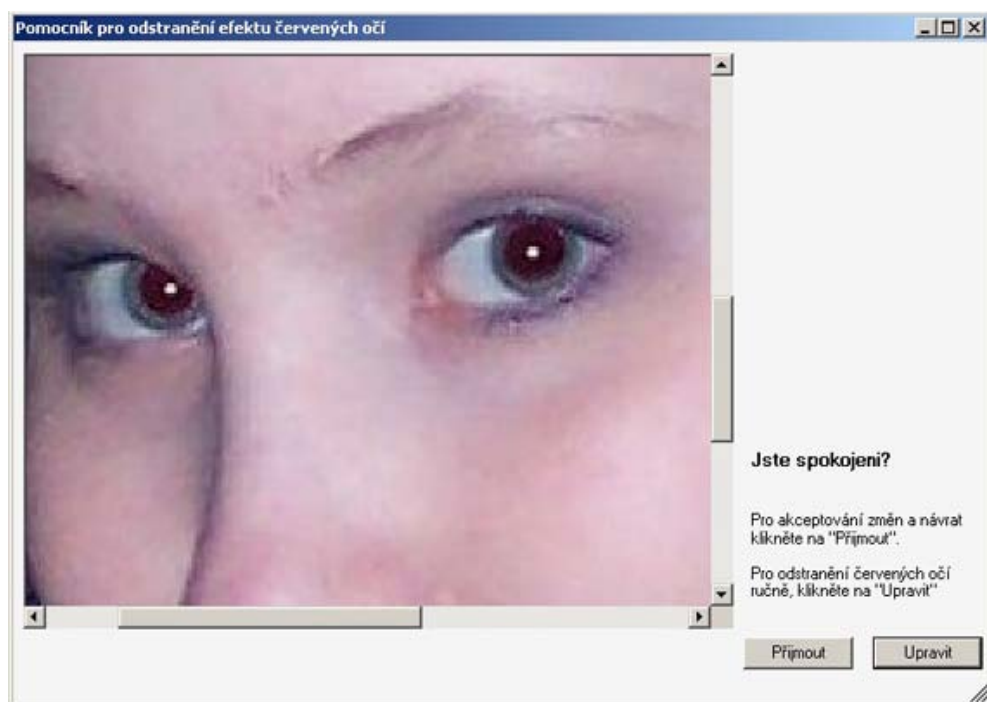 Pomocník pro odstranění efektu červených očí
Jste spokojeni?
Pro akceptování změn a návrat
klikněte na "Přijmout".
Pro odstranění červených očí
ručně, klikněte na "Upravit"
Přijmout
Upravit